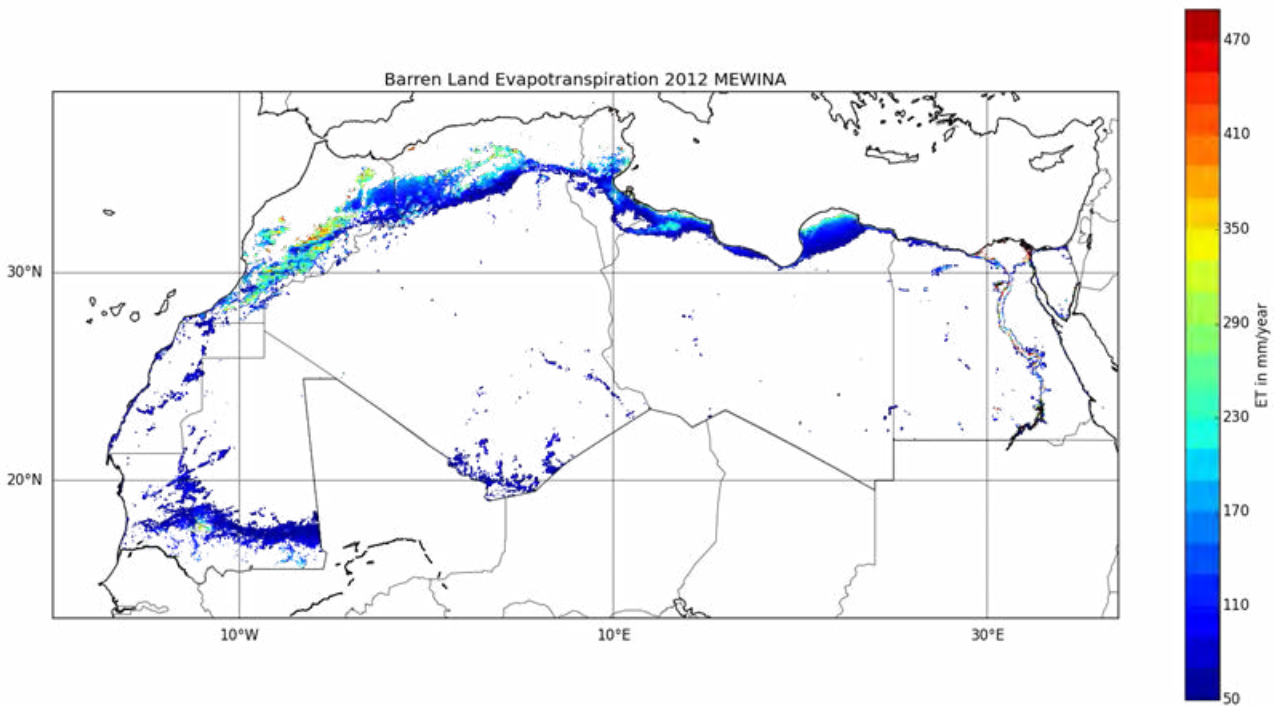 Barren Land Evapotranspiration 2012 MEWINA
470
410
350
290
230
170
110
50
ET in mm/year
30°N
20°N
10°W
10°E
30°E